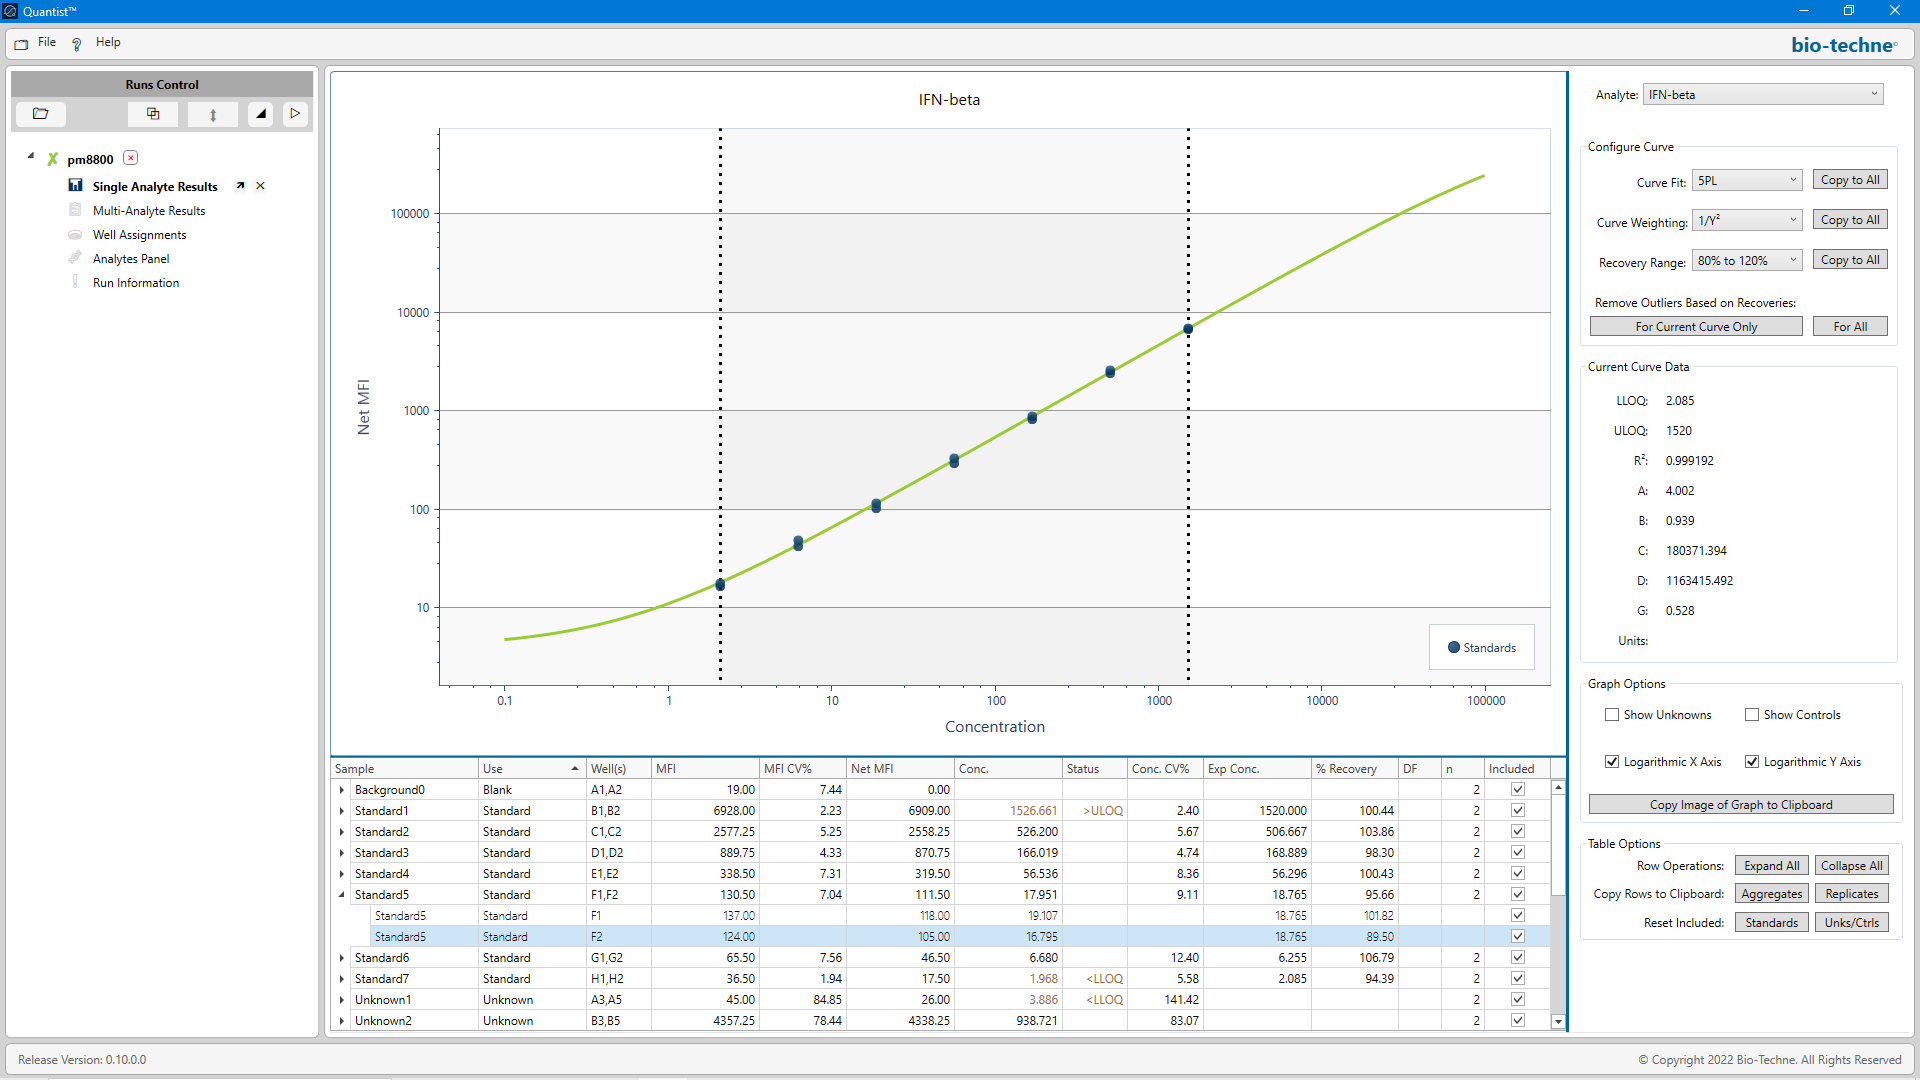 Quantist™
File ? Help
bio-techne
Runs Control
pm8800
Single Analyte Results
Multi-Analyte Results
Well Assignments
Analytes Panel
Run Information
IFN-beta
Net MFI
100000
10000
1000
100
10
0.1 1 10 100 1000 10000 100000
Concentration
Standards
Sample Use Well(s) MFI MFI CV% Net MFI Conc. Status Conc. CV% Exp Conc. % Recovery DF n Included
Background0 Blank A1,A2 19.00 7.44 0.00 2
Standard1 Standard B1,B2 6928.00 2.23 6909.00 1526.661 >ULOQ 2.40 1520.000 100.44 2
Standard2 Standard C1,C2 2577.25 5.25 2558.25 526.200 5.67 506.667 103.86 2
Standard3 Standard D1,D2 889.75 4.33 870.75 166.019 4.74 168.889 98.30 2
Standard4 Standard E1,E2 338.50 7.31 319.50 56.536 8.36 56.296 100.43 2
Standard5 Standard F1,F2 130.50 7.04 111.50 17.951 9.11 18.765 95.66 2
Standard5 Standard F1 137.00 118.00 19.107 18.765 101.82
Standard5 Standard F2 124.00 105.00 16.795 18.765 89.50
Standard6 Standard G1,G2 65.50 7.56 46.50 6.680 12.40 6.255 106.79 2
Standard7 Standard H1,H2 36.50 1.94 17.50 1.968 <LLOQ 5.58 2.085 94.39 2
Unknown1 Unknown A3,A5 45.00 84.85 26.00 3.886 <LLOQ 141.42 2
Unknown2 Unknown B3,B5 4357.25 78.44 4338.25 938.721 83.07 2
Analyte: IFN-beta
Configure Curve
Curve Fit: 5PL Copy to All
Curve Weighting: 1/Y² Copy to All
Recovery Range: 80% to 120% Copy to All
Remove Outliers Based on Recoveries:
For Current Curve Only For All
Current Curve Data
LLOQ: 2.085
ULOQ: 1520
R²: 0.999192
A: 4.002
B: 0.939
C: 180371.394
D: 1163415.492
G: 0.528
Units:
Graph Options
Show Unknowns Show Controls
Logarithmic X Axis Logarithmic Y Axis
Copy Image of Graph to Clipboard
Table Options
Row Operations: Expand All Collapse All
Copy Rows to Clipboard: Aggregates Replicates
Reset Included: Standards Unks/Ctrls
Release Version: 0.10.0.0
© Copyright 2022 Bio-Techne. All Rights Reserved